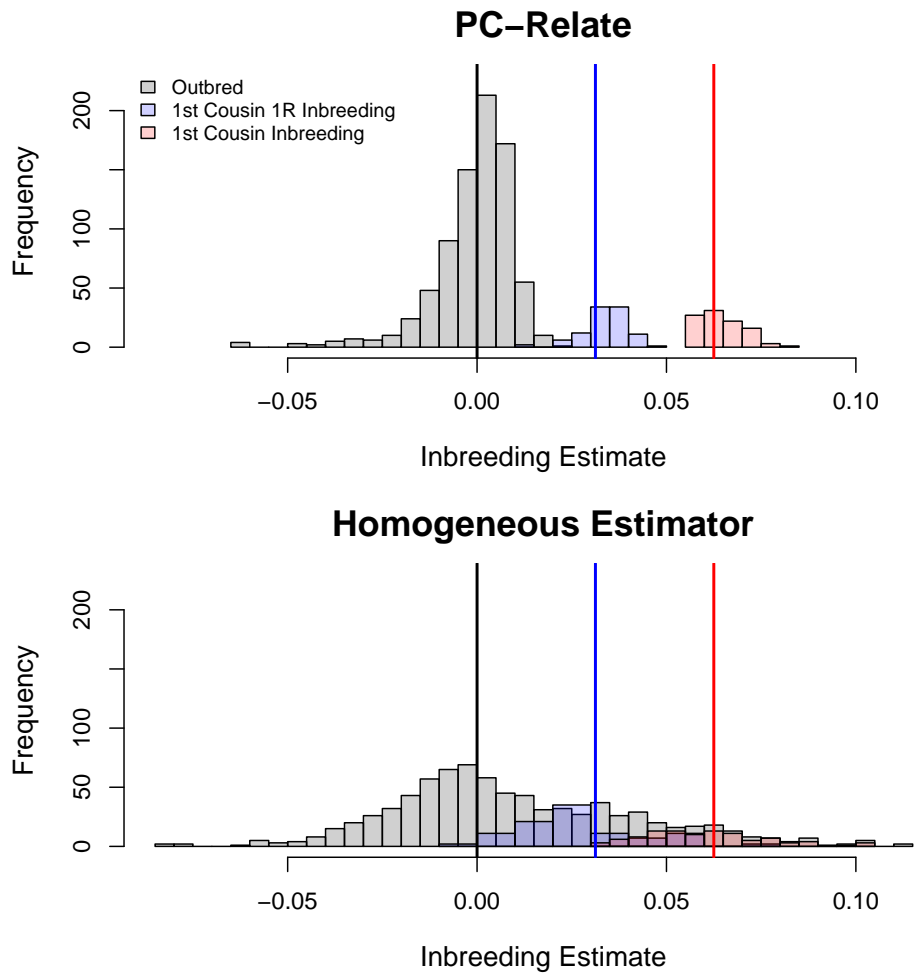 PC−Relate
Outbred
1st Cousin 1R Inbreeding
1st Cousin Inbreeding
Frequency
200
100
50
0
−0.05 0.00 0.05 0.10
Inbreeding Estimate
Homogeneous Estimator
Frequency
200
100
50
0
−0.05 0.00 0.05 0.10
Inbreeding Estimate